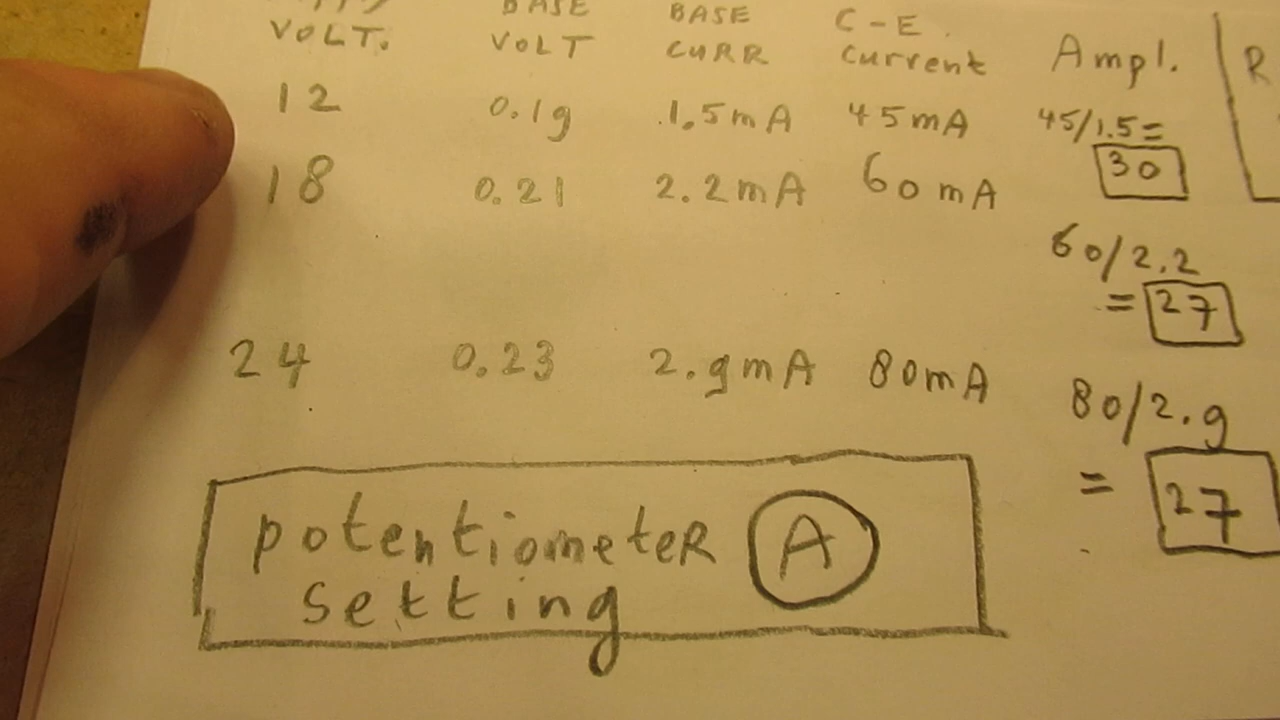 BASE BASE C-E
VOLT. VOLT CURR Current Ampl. R
12 0.19 1.5mA 45mA 45/1.5=
30
18 0.21 2.2mA 60mA
60/2.2
= 27
24 0.23 2.9mA 80mA
80/2.9
= 27
potentiometeR A
setting